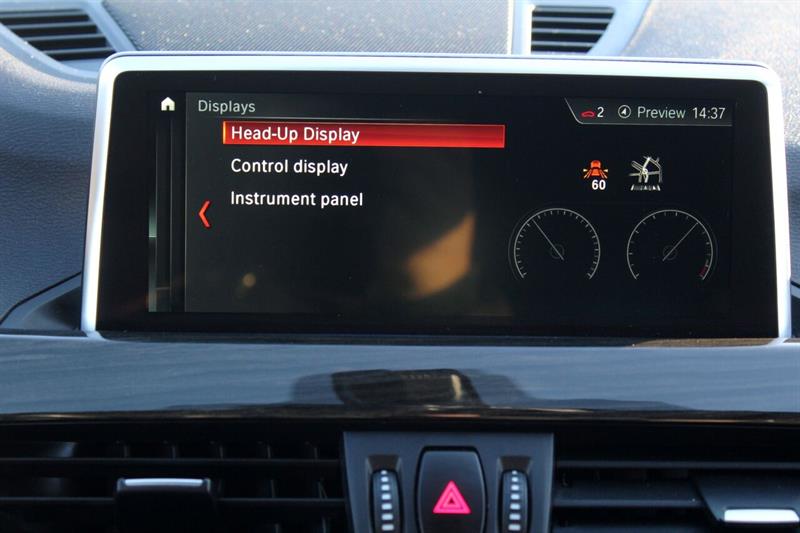 Displays
2 Preview 14:37
Head-Up Display
Control display
Instrument panel
60